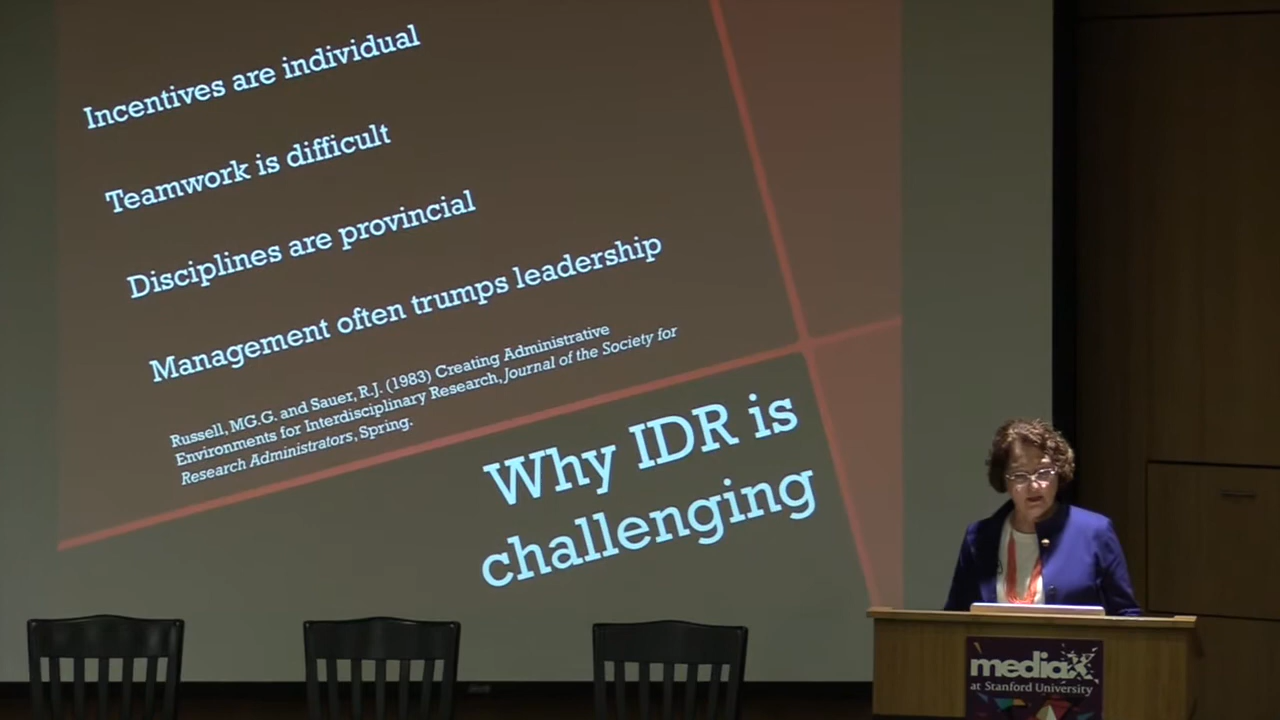 Incentives are individual
Teamwork is difficult
Disciplines are provincial
Management often trumps leadership
Russell, MG.G. and Sauer, R.J. (1983) Creating Administrative
Environments for Interdisciplinary Research, Journal of the Society for
Research Administrators, Spring.
Why IDR is
challenging
mediaX
at Stanford University